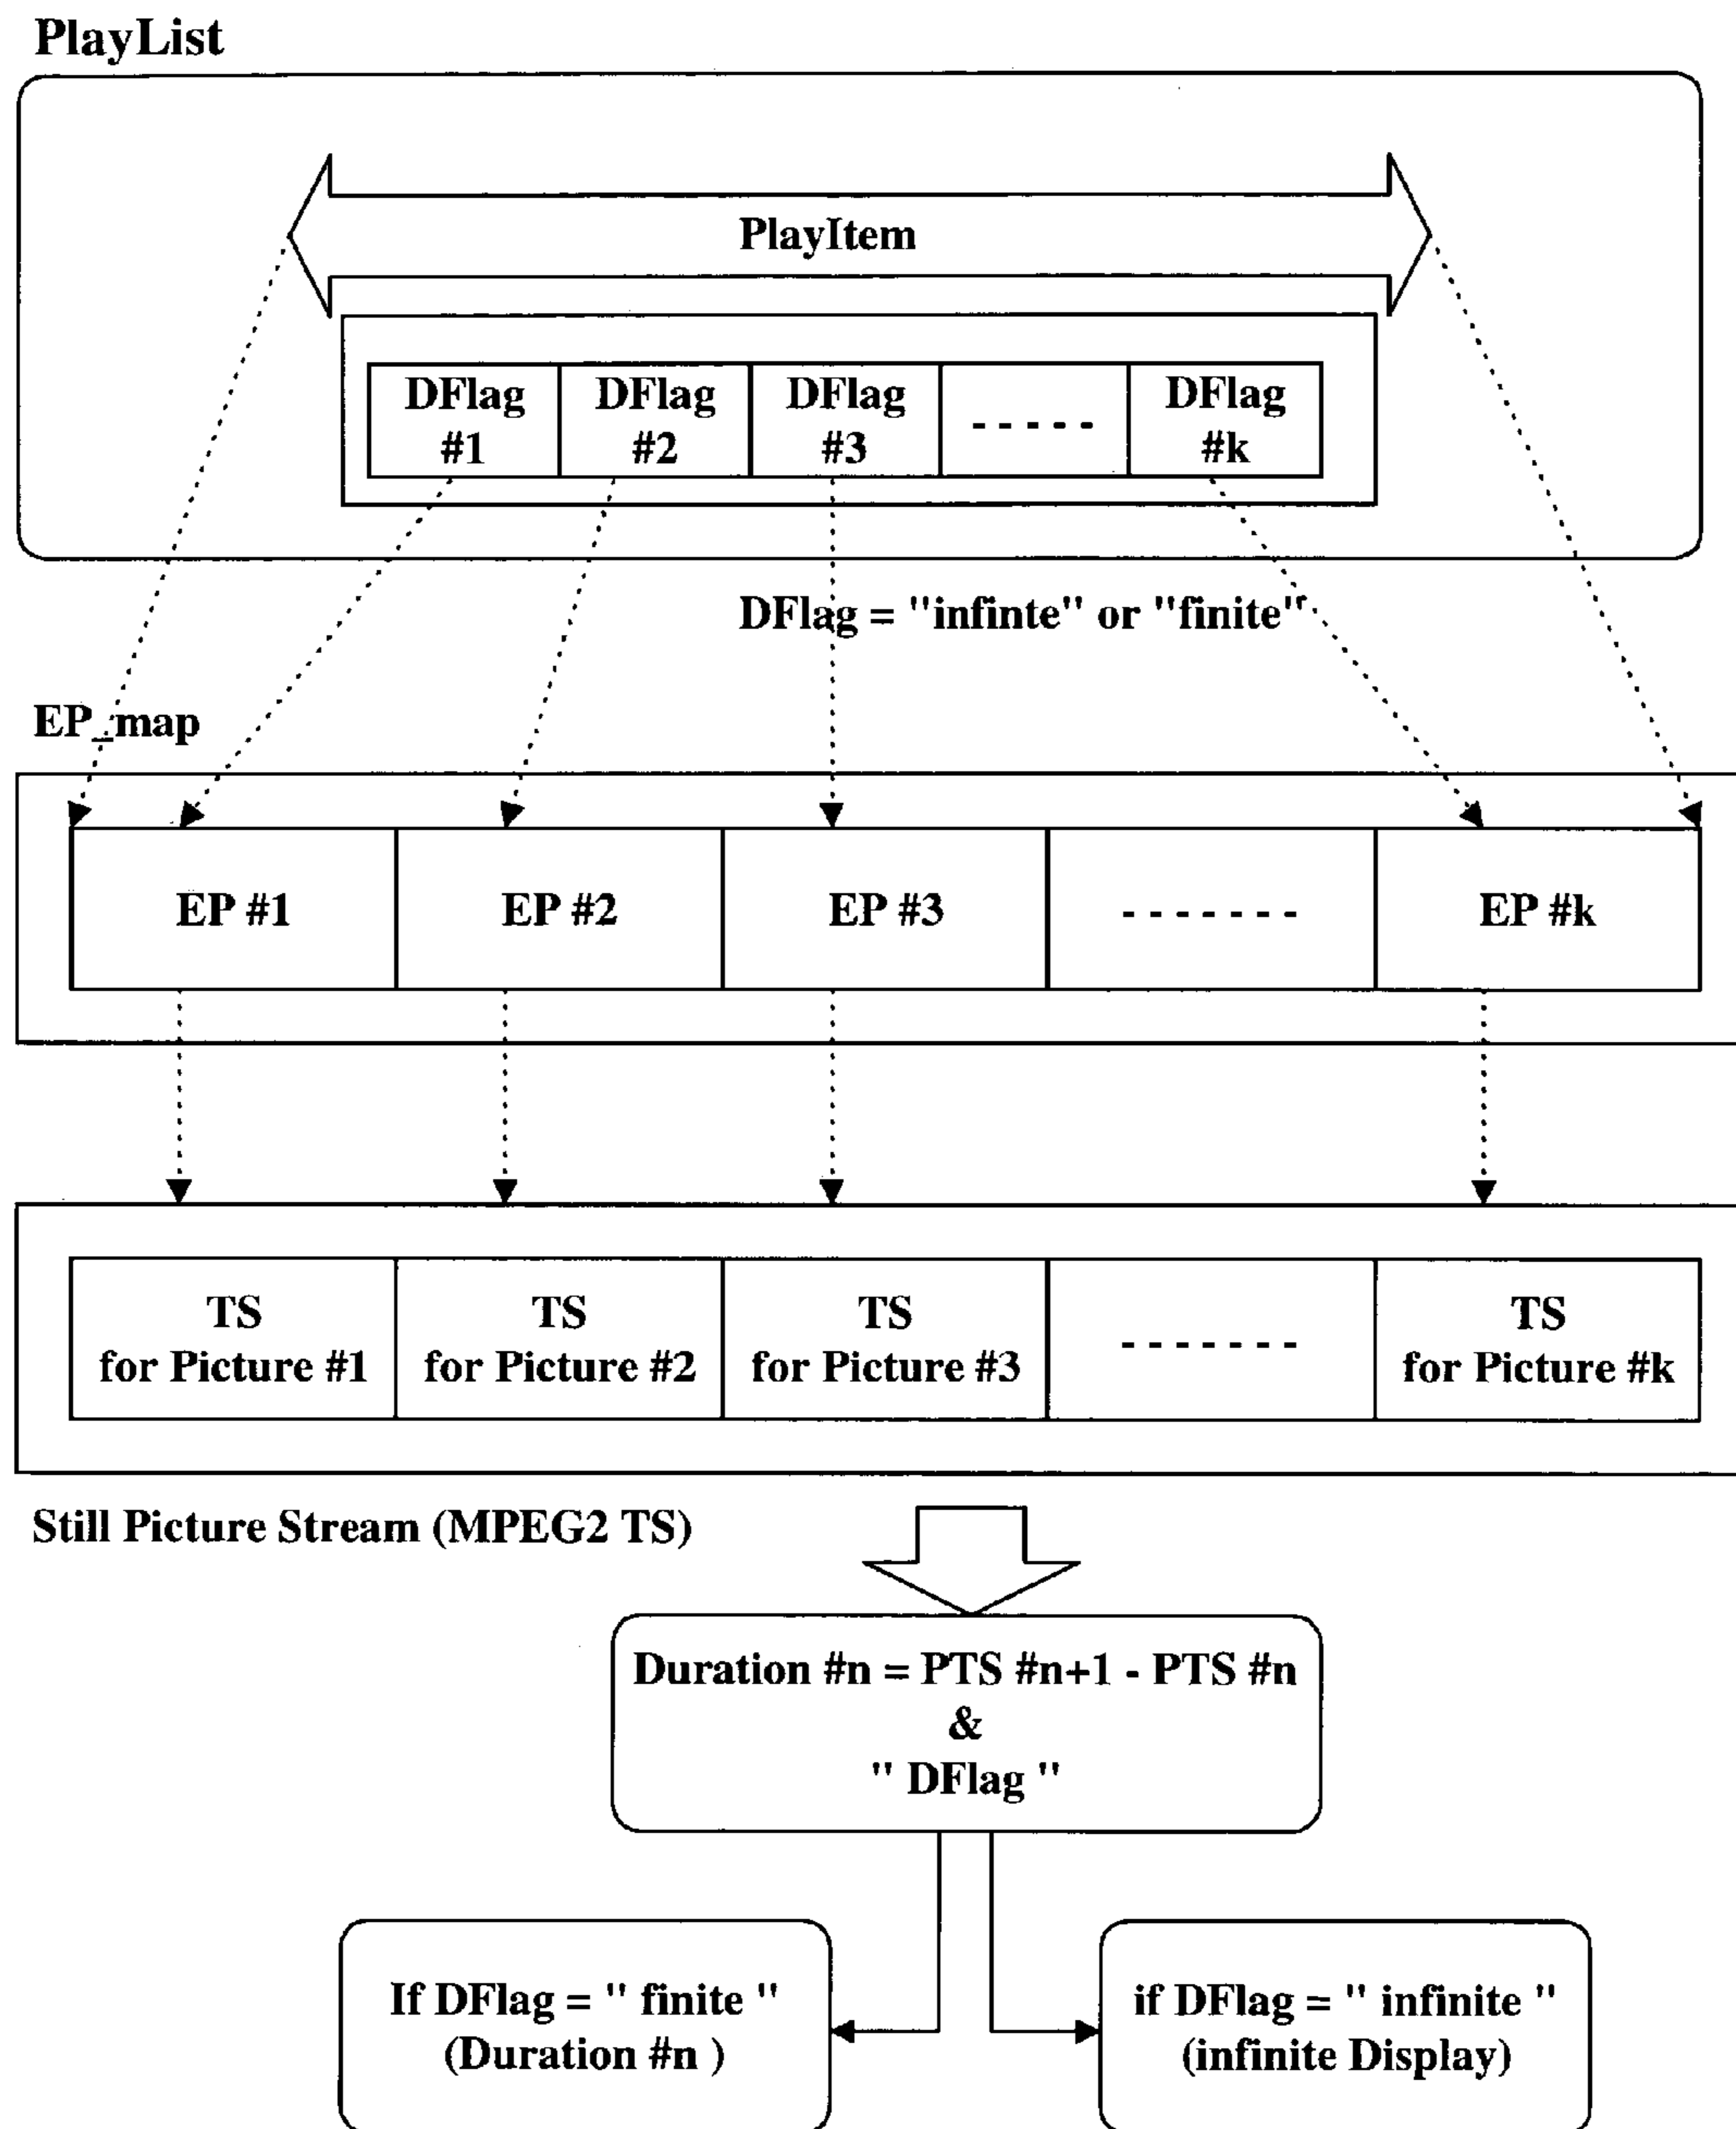 PlayList
PlayItem
DFlag #1
DFlag #2
DFlag #3
-----
DFlag #k
DFlag = "infinte" or "finite"
EP_map
EP #1
EP #2
EP #3
-------
EP #k
TS
for Picture #1
TS
for Picture #2
TS
for Picture #3
-------
TS
for Picture #k
Still Picture Stream (MPEG2 TS)
Duration #n = PTS #n+1 - PTS #n
&
" DFlag "
If DFlag = " finite "
(Duration #n )
if DFlag = " infinite "
(infinite Display)